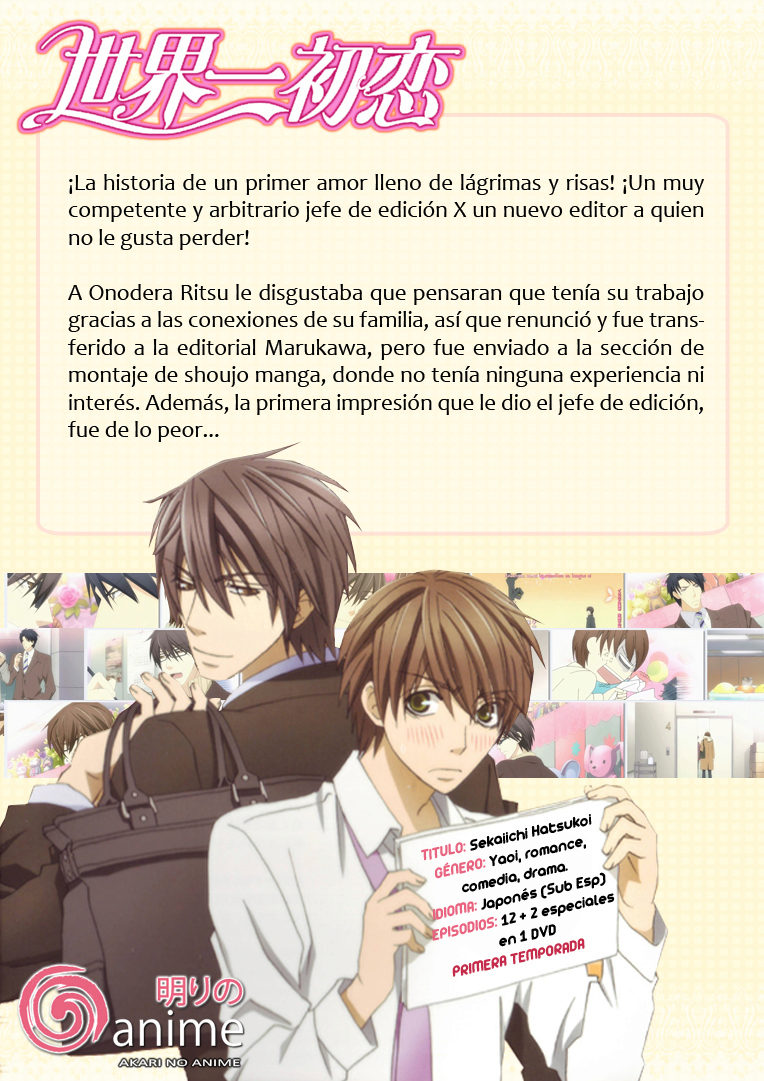 世界一初恋
¡La historia de un primer amor lleno de lágrimas y risas! ¡Un muy
competente y arbitrario jefe de edición X un nuevo editor a quien
no le gusta perder!
A Onodera Ritsu le disgustaba que pensaran que tenía su trabajo
gracias a las conexiones de su familia, así que renunció y fue trans-
ferido a la editorial Marukawa, pero fue enviado a la sección de
montaje de shoujo manga, donde no tenía ninguna experiencia ni
interés. Además, la primera impresión que le dio el jefe de edición,
fue de lo peor...
TITULO: Sekaiichi Hatsukoi
GÉNERO: Yaoi, romance,
comedia, drama.
IDIOMA: Japonés (Sub Esp)
EPISODIOS: 12 + 2 especiales
en 1 DVD
PRIMERA TEMPORADA
明りの
anime
AKARI NO ANIME